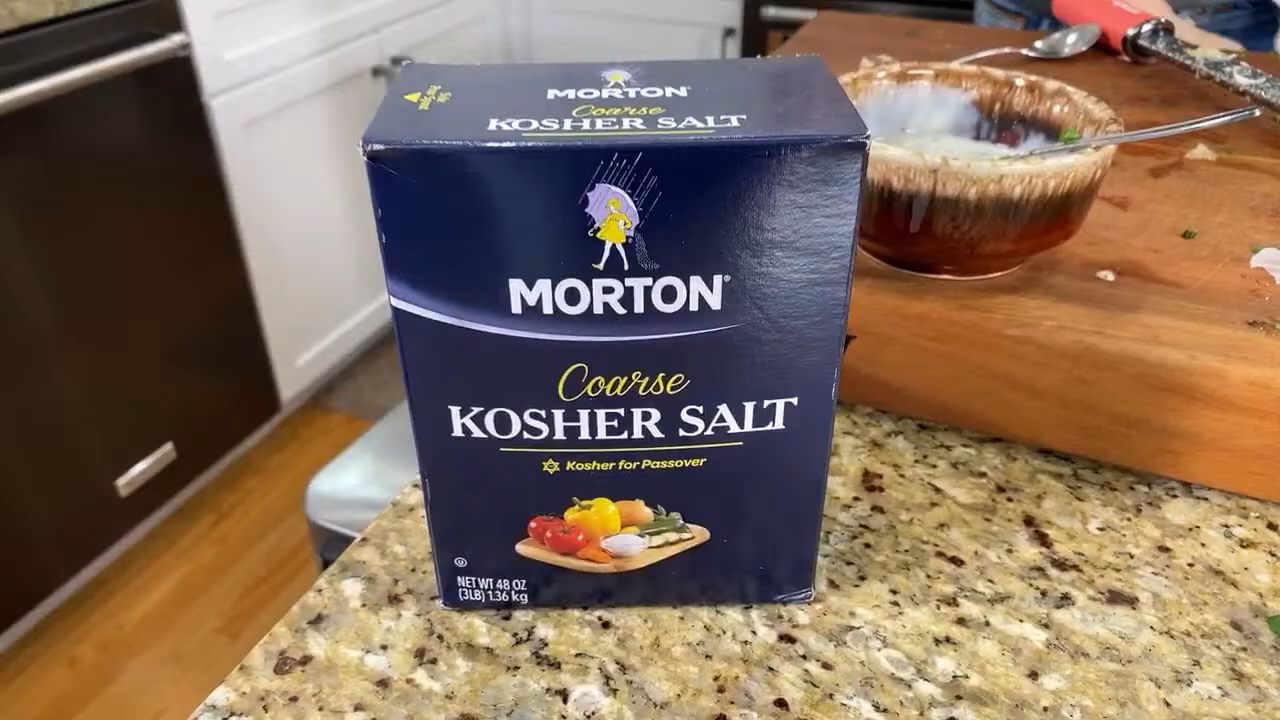 MORTON®
Coarse
KOSHER SALT
MORTON®
Coarse
KOSHER SALT
Kosher for Passover
U
NET WT 48 OZ
(3LB) 1.36 kg